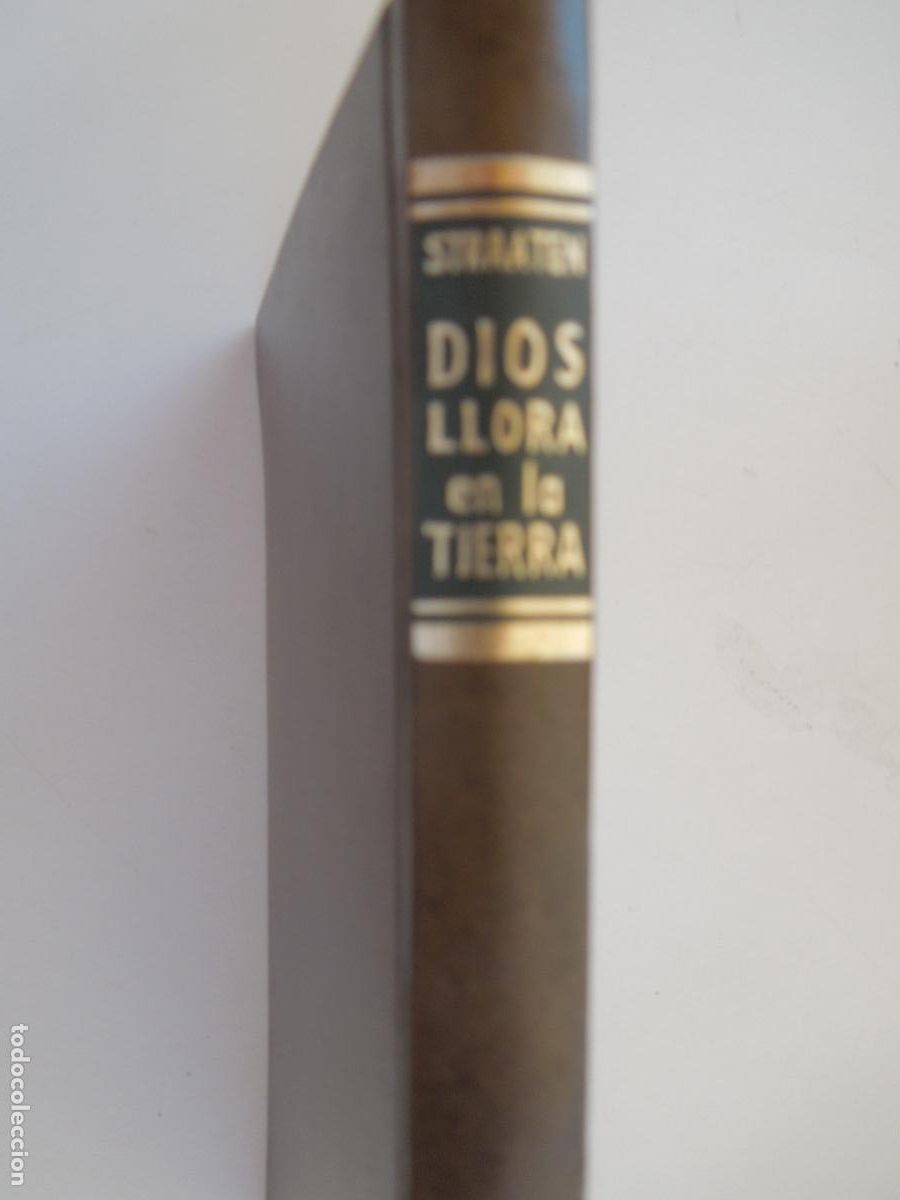 STRAATEN
DIOS
LLORA
en la
TIERRA
todocoleccion